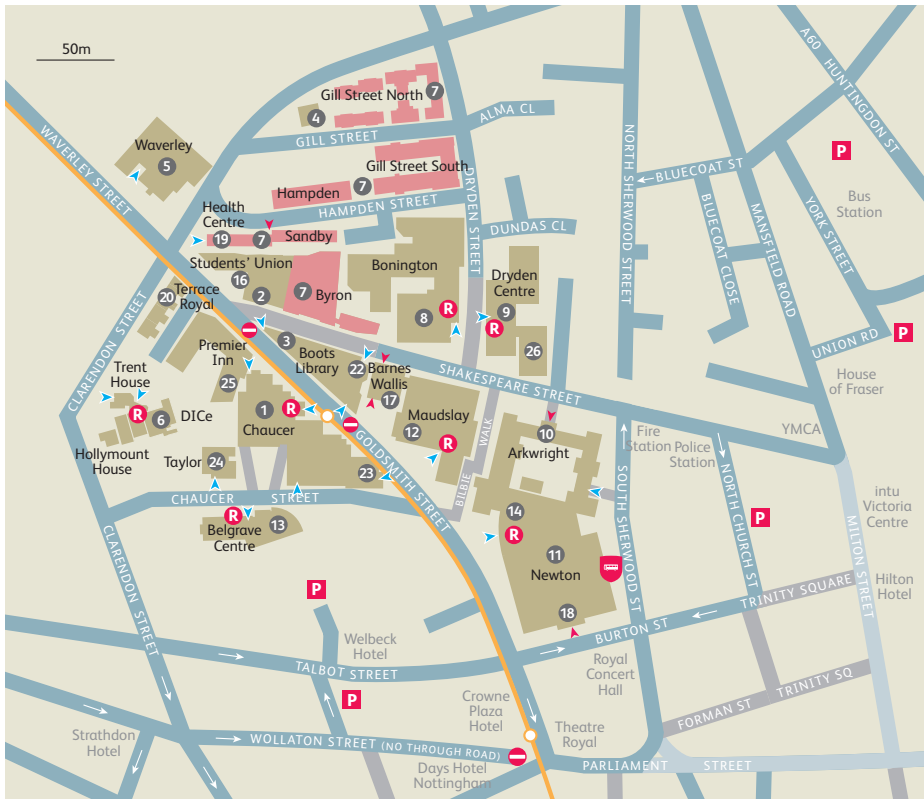 50m
A60 HUNTINGDON ST
Gill Street North
7
4
ALMA CL
GILL STREET
WAVERLEY STREET
Waverley
5
Gill Street South
7
Hampden
HAMPDEN STREET
DRYDEN STREET
NORTH SHERWOOD STREET
BLUECOAT ST
BLUECOAT CLOSE
MANSFIELD ROAD
YORK STREET
P
Bus
Station
Health
Centre
19
7
Sandby
DUNDAS CL
Students' Union
16
2
7
Byron
Bonington
8
R
Dryden
Centre
9
R
26
20
Terrace
Royal
CLARENDON STREET
3
Boots
Library
Premier
Inn
25
22
Barnes
Wallis
17
SHAKESPEARE STREET
UNION RD
P
House
of Fraser
Trent
House
R
6
DICe
Hollymount
House
1
R
Chaucer
Maudslay
12
R
BILBIE WALK
10
Arkwright
Fire
Station
Police
Station
YMCA
Taylor
24
23
GOLDSMITH STREET
CHAUCER STREET
R
Belgrave
Centre
13
14
R
11
Newton
18
SOUTH SHERWOOD ST
NORTH CHURCH ST
P
intu
Victoria
Centre
MILTON STREET
Hilton
Hotel
CLARENDON STREET
P
Welbeck
Hotel
TALBOT STREET
BURTON ST
TRINITY SQUARE
Royal
Concert
Hall
TRINITY SQ
FORMAN ST
P
Crowne
Plaza
Hotel
Theatre
Royal
Strathdon
Hotel
WOLLATON STREET (NO THROUGH ROAD)
Days Hotel
Nottingham
PARLIAMENT STREET